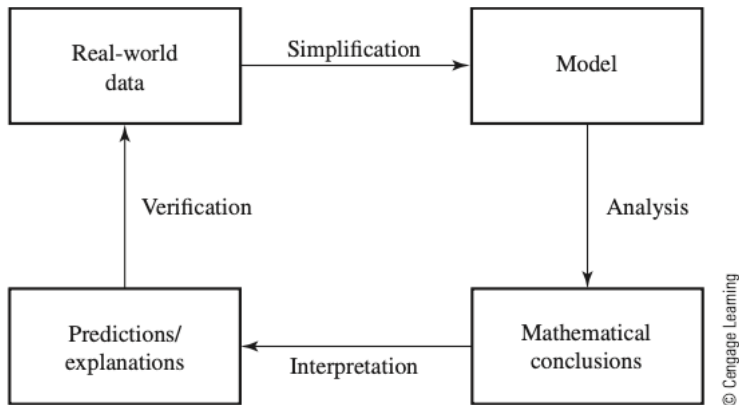 Real-world
data
Simplification
Model
Verification
Analysis
Predictions/
explanations
Interpretation
Mathematical
conclusions
© Cengage Learning